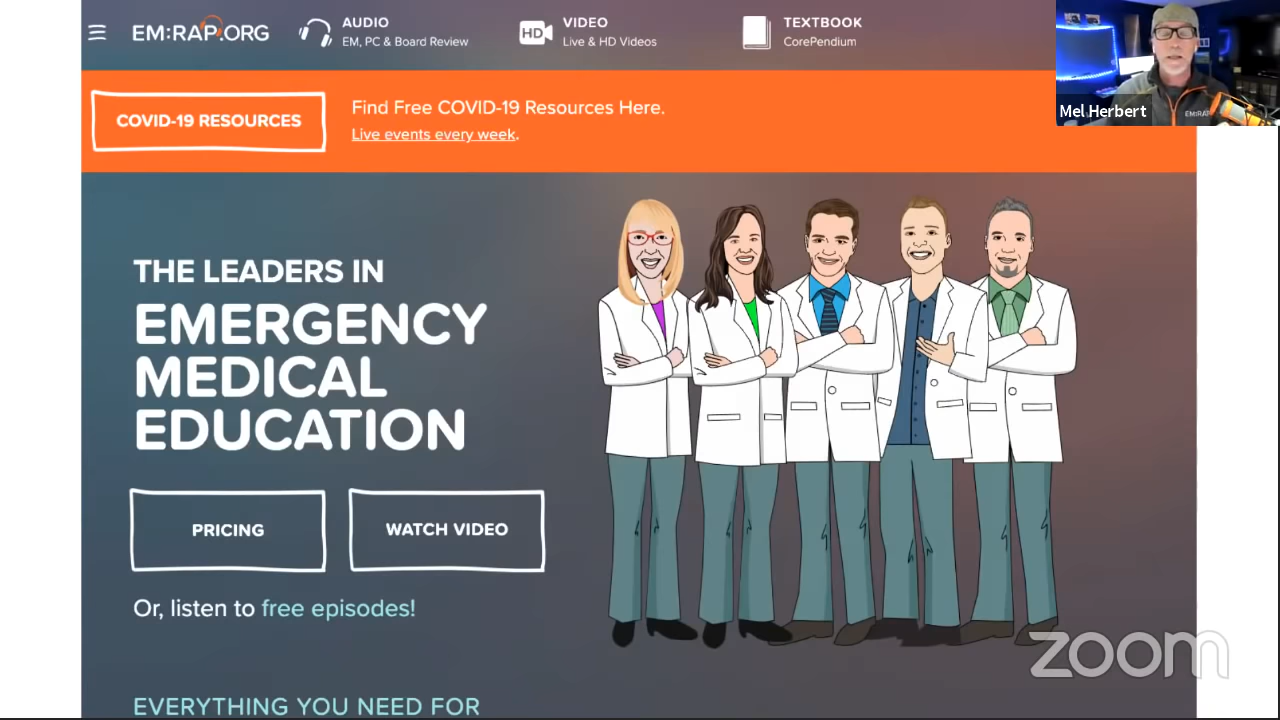 EM:RAP.ORG
AUDIO
EM, PC & Board Review
HD
VIDEO
Live & HD Videos
TEXTBOOK
CorePendium
Mel Herbert
EM:RAP
COVID-19 RESOURCES
Find Free COVID-19 Resources Here.
Live events every week.
THE LEADERS IN
EMERGENCY
MEDICAL
EDUCATION
PRICING
WATCH VIDEO
Or, listen to free episodes!
EVERYTHING YOU NEED FOR
zoom